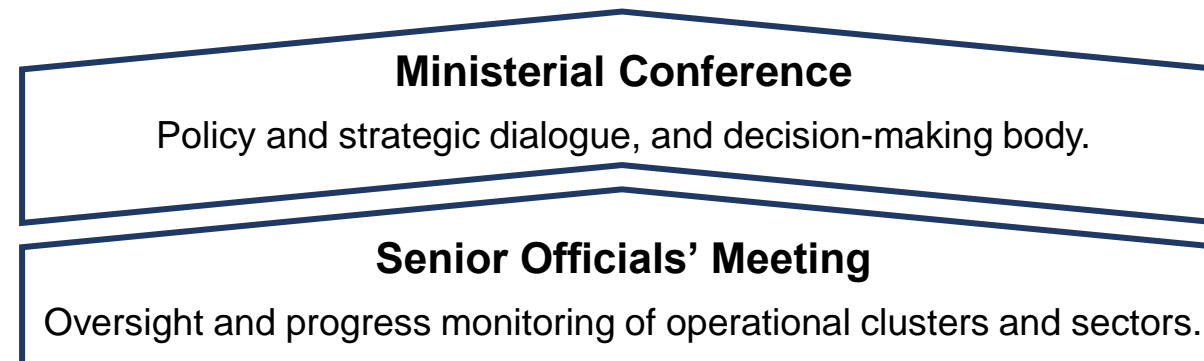 Ministerial Conference
Policy and strategic dialogue, and decision-making body.
Senior Officials’ Meeting
Oversight and progress monitoring of operational clusters and sectors.